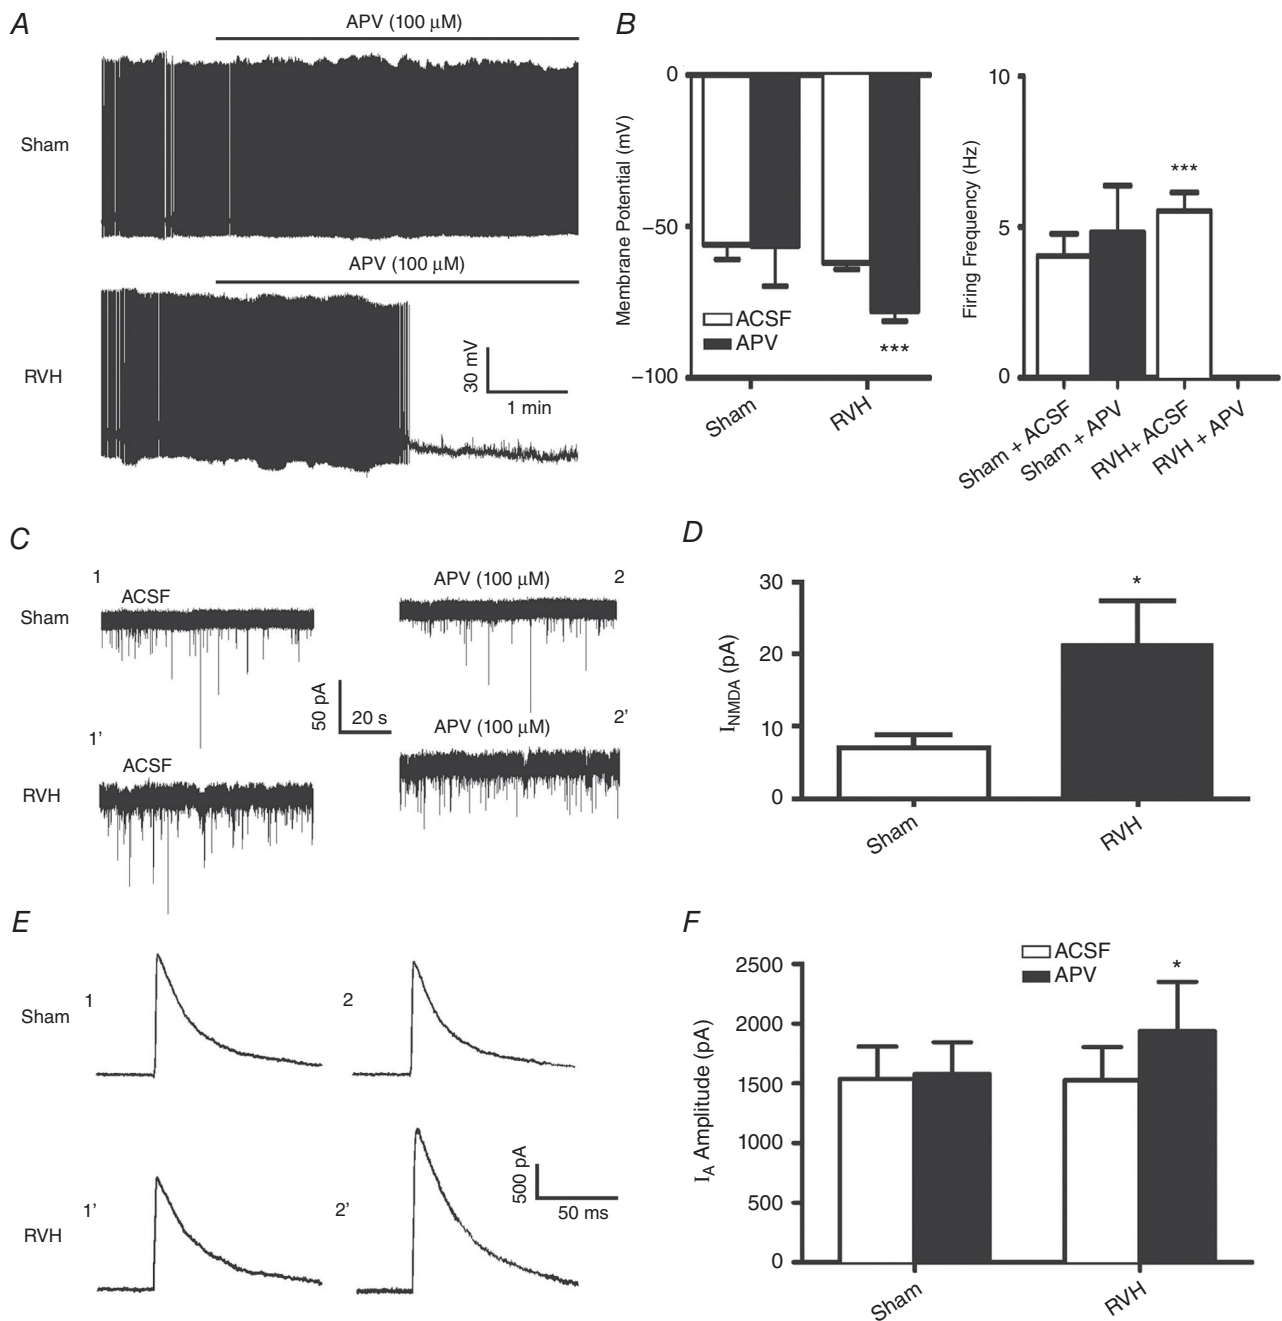 A
APV (100 µM)
Sham
APV (100 µM)
RVH
30 mV
1 min
B
Membrane Potential (mV)
0
−50
−100
ACSF
APV
***
Sham
RVH
Firing Frequency (Hz)
10
5
0
***
Sham + ACSF
Sham + APV
RVH+ ACSF
RVH + APV
C
1
ACSF
Sham
APV (100 µM)
2
50 pA
20 s
1'
ACSF
RVH
APV (100 µM)
2'
D
INMDA (pA)
30
20
10
0
*
Sham
RVH
E
1
Sham
2
1'
RVH
2'
500 pA
50 ms
F
ACSF
APV
IA Amplitude (pA)
2500
2000
1500
1000
500
0
*
Sham
RVH